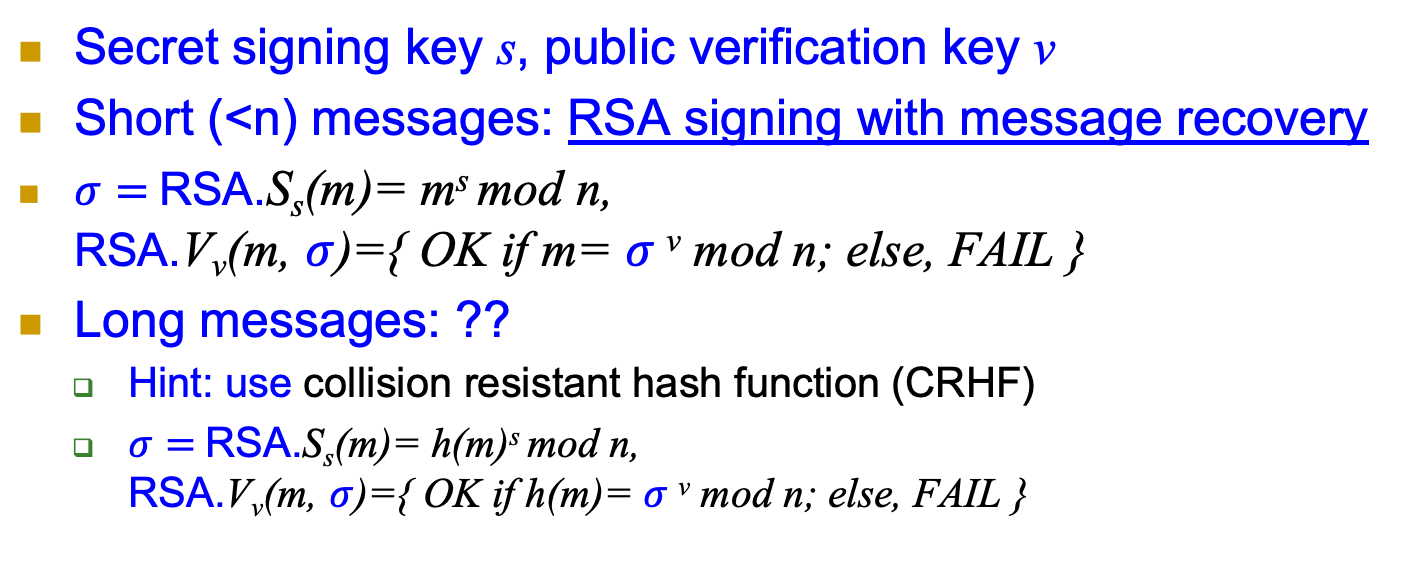 Secret signing key s, public verification key v
Short (<n) messages: RSA signing with message recovery
σ = RSA.Sₛ(m)= mˢ mod n,
RSA.Vᵥ(m, σ)={ OK if m= σ ᵛ mod n; else, FAIL }
Long messages: ??
Hint: use collision resistant hash function (CRHF)
σ = RSA.Sₛ(m)= h(m)ˢ mod n,
RSA.Vᵥ(m, σ)={ OK if h(m)= σ ᵛ mod n; else, FAIL }